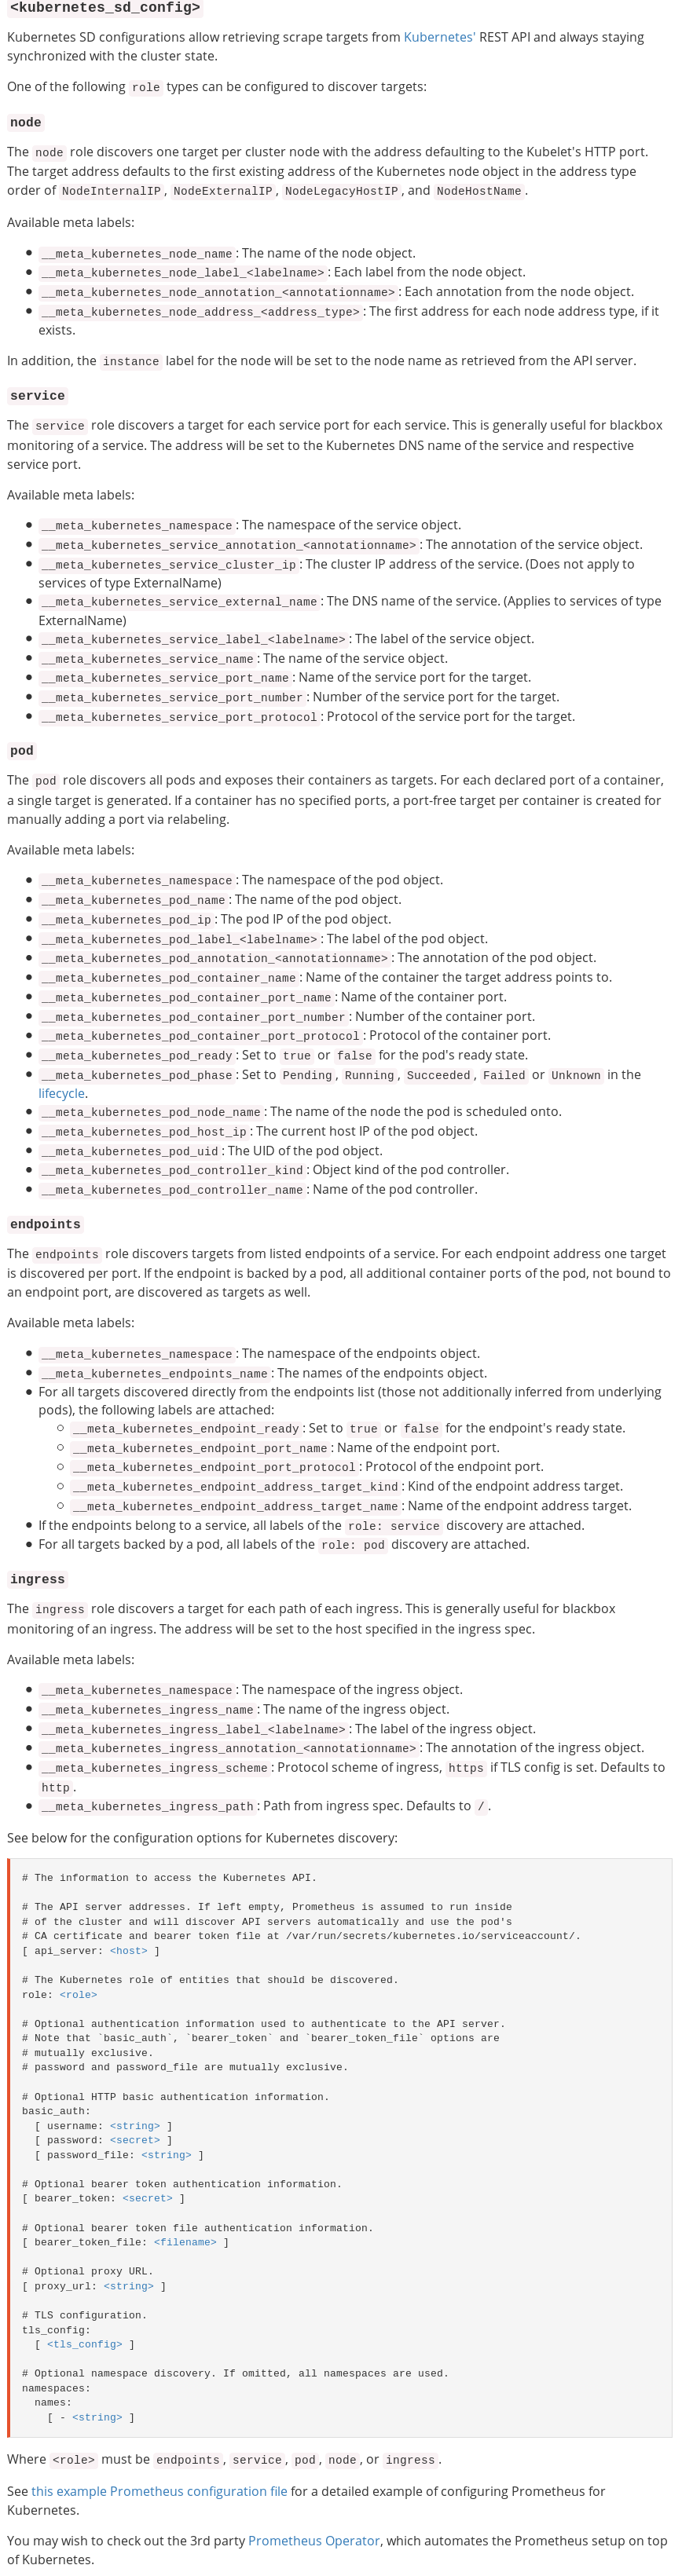 <kubernetes_sd_config>
Kubernetes SD configurations allow retrieving scrape targets from Kubernetes' REST API and always staying
synchronized with the cluster state.
One of the following role types can be configured to discover targets:
node
The node role discovers one target per cluster node with the address defaulting to the Kubelet's HTTP port.
The target address defaults to the first existing address of the Kubernetes node object in the address type
order of NodeInternalIP, NodeExternalIP, NodeLegacyHostIP, and NodeHostName.
Available meta labels:
● __meta_kubernetes_node_name: The name of the node object.
● __meta_kubernetes_node_label_<labelname>: Each label from the node object.
● __meta_kubernetes_node_annotation_<annotationname>: Each annotation from the node object.
● __meta_kubernetes_node_address_<address_type>: The first address for each node address type, if it
exists.
In addition, the instance label for the node will be set to the node name as retrieved from the API server.
service
The service role discovers a target for each service port for each service. This is generally useful for blackbox
monitoring of a service. The address will be set to the Kubernetes DNS name of the service and respective
service port.
Available meta labels:
● __meta_kubernetes_namespace: The namespace of the service object.
● __meta_kubernetes_service_annotation_<annotationname>: The annotation of the service object.
● __meta_kubernetes_service_cluster_ip: The cluster IP address of the service. (Does not apply to
services of type ExternalName)
● __meta_kubernetes_service_external_name: The DNS name of the service. (Applies to services of type
ExternalName)
● __meta_kubernetes_service_label_<labelname>: The label of the service object.
● __meta_kubernetes_service_name: The name of the service object.
● __meta_kubernetes_service_port_name: Name of the service port for the target.
● __meta_kubernetes_service_port_number: Number of the service port for the target.
● __meta_kubernetes_service_port_protocol: Protocol of the service port for the target.
pod
The pod role discovers all pods and exposes their containers as targets. For each declared port of a container,
a single target is generated. If a container has no specified ports, a port-free target per container is created for
manually adding a port via relabeling.
Available meta labels:
● __meta_kubernetes_namespace: The namespace of the pod object.
● __meta_kubernetes_pod_name: The name of the pod object.
● __meta_kubernetes_pod_ip: The pod IP of the pod object.
● __meta_kubernetes_pod_label_<labelname>: The label of the pod object.
● __meta_kubernetes_pod_annotation_<annotationname>: The annotation of the pod object.
● __meta_kubernetes_pod_container_name: Name of the container the target address points to.
● __meta_kubernetes_pod_container_port_name: Name of the container port.
● __meta_kubernetes_pod_container_port_number: Number of the container port.
● __meta_kubernetes_pod_container_port_protocol: Protocol of the container port.
● __meta_kubernetes_pod_ready: Set to true or false for the pod's ready state.
● __meta_kubernetes_pod_phase: Set to Pending, Running, Succeeded, Failed or Unknown in the
lifecycle.
● __meta_kubernetes_pod_node_name: The name of the node the pod is scheduled onto.
● __meta_kubernetes_pod_host_ip: The current host IP of the pod object.
● __meta_kubernetes_pod_uid: The UID of the pod object.
● __meta_kubernetes_pod_controller_kind: Object kind of the pod controller.
● __meta_kubernetes_pod_controller_name: Name of the pod controller.
endpoints
The endpoints role discovers targets from listed endpoints of a service. For each endpoint address one target
is discovered per port. If the endpoint is backed by a pod, all additional container ports of the pod, not bound to
an endpoint port, are discovered as targets as well.
Available meta labels:
● __meta_kubernetes_namespace: The namespace of the endpoints object.
● __meta_kubernetes_endpoints_name: The names of the endpoints object.
● For all targets discovered directly from the endpoints list (those not additionally inferred from underlying
pods), the following labels are attached:
○ __meta_kubernetes_endpoint_ready: Set to true or false for the endpoint's ready state.
○ __meta_kubernetes_endpoint_port_name: Name of the endpoint port.
○ __meta_kubernetes_endpoint_port_protocol: Protocol of the endpoint port.
○ __meta_kubernetes_endpoint_address_target_kind: Kind of the endpoint address target.
○ __meta_kubernetes_endpoint_address_target_name: Name of the endpoint address target.
● If the endpoints belong to a service, all labels of the role: service discovery are attached.
● For all targets backed by a pod, all labels of the role: pod discovery are attached.
ingress
The ingress role discovers a target for each path of each ingress. This is generally useful for blackbox
monitoring of an ingress. The address will be set to the host specified in the ingress spec.
Available meta labels:
● __meta_kubernetes_namespace: The namespace of the ingress object.
● __meta_kubernetes_ingress_name: The name of the ingress object.
● __meta_kubernetes_ingress_label_<labelname>: The label of the ingress object.
● __meta_kubernetes_ingress_annotation_<annotationname>: The annotation of the ingress object.
● __meta_kubernetes_ingress_scheme: Protocol scheme of ingress, https if TLS config is set. Defaults to
http.
● __meta_kubernetes_ingress_path: Path from ingress spec. Defaults to /.
See below for the configuration options for Kubernetes discovery:
# The information to access the Kubernetes API.
# The API server addresses. If left empty, Prometheus is assumed to run inside
# of the cluster and will discover API servers automatically and use the pod's
# CA certificate and bearer token file at /var/run/secrets/kubernetes.io/serviceaccount/.
[ api_server: <host> ]
# The Kubernetes role of entities that should be discovered.
role: <role>
# Optional authentication information used to authenticate to the API server.
# Note that `basic_auth`, `bearer_token` and `bearer_token_file` options are
# mutually exclusive.
# password and password_file are mutually exclusive.
# Optional HTTP basic authentication information.
basic_auth:
[ username: <string> ]
[ password: <secret> ]
[ password_file: <string> ]
# Optional bearer token authentication information.
[ bearer_token: <secret> ]
# Optional bearer token file authentication information.
[ bearer_token_file: <filename> ]
# Optional proxy URL.
[ proxy_url: <string> ]
# TLS configuration.
tls_config:
[ <tls_config> ]
# Optional namespace discovery. If omitted, all namespaces are used.
namespaces:
names:
[ - <string> ]
Where <role> must be endpoints, service, pod, node, or ingress.
See this example Prometheus configuration file for a detailed example of configuring Prometheus for
Kubernetes.
You may wish to check out the 3rd party Prometheus Operator, which automates the Prometheus setup on top
of Kubernetes.